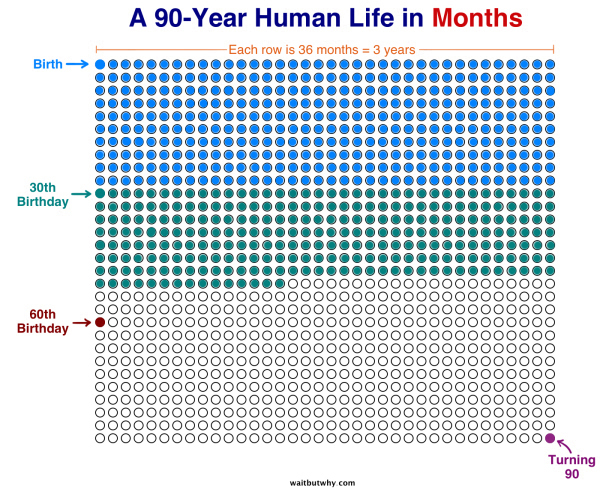 A 90-Year Human Life in Months
Each row is 36 months = 3 years
Birth
30th
Birthday
60th
Birthday
Turning
90
waitbutwhy.com